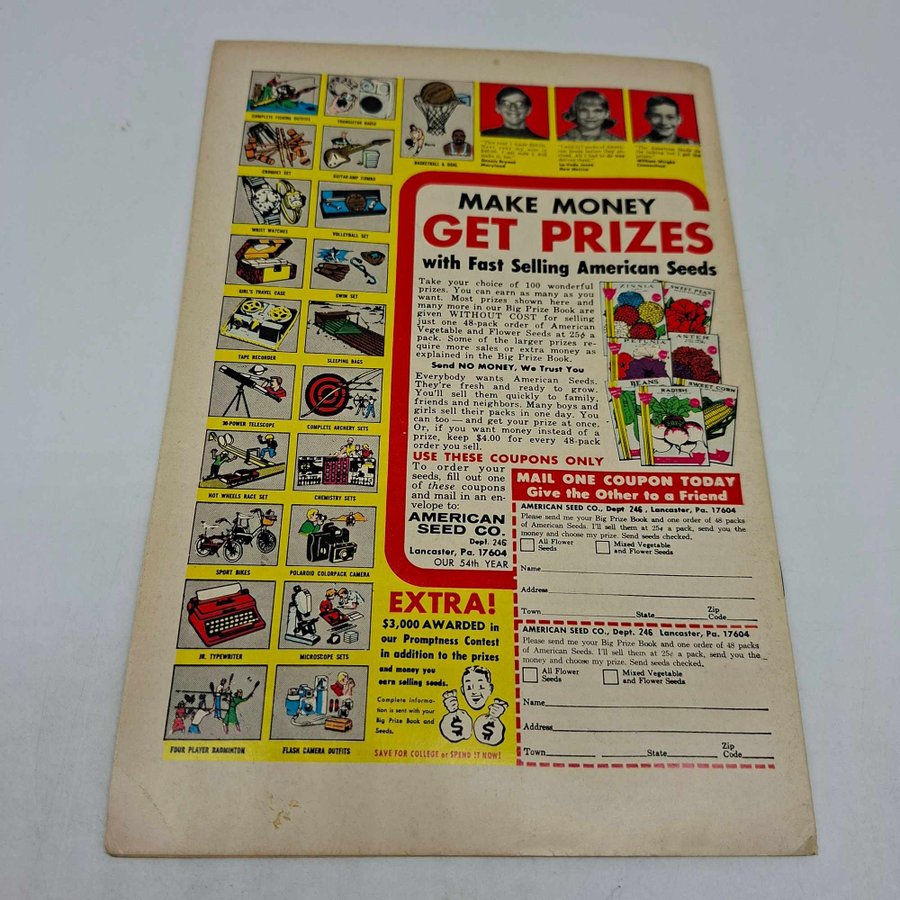 COMPLETE FISHING OUTFITS
TRANSISTOR RADIO
BASKETBALL & GOAL
Dennis Bryant
Maryland
New Mexico
Connecticut
CROQUET SET
GUITAR-AMP COMBO
WRIST WATCHES
VOLLEYBALL SET
GIRL'S TRAVEL CASE
SWIM SET
TAPE RECORDER
SLEEPING BAGS
30-POWER TELESCOPE
COMPLETE ARCHERY SETS
HOT WHEELS RACE SET
CHEMISTRY SETS
SPORT BIKES
POLAROID COLORPACK CAMERA
JR. TYPEWRITER
MICROSCOPE SETS
FOUR PLAYER BADMINTON
FLASH CAMERA OUTFITS
MAKE MONEY
GET PRIZES
with Fast Selling American Seeds
Take your choice of 100 wonderful
prizes. You can earn as many as you
want. Most prizes shown here and
many more in our Big Prize Book are
given WITHOUT COST for selling
just one 48-pack order of American
Vegetable and Flower Seeds at 25¢ a
pack. Some of the larger prizes re-
quire more sales or extra money as
explained in the Big Prize Book.
Send NO MONEY, We Trust You
Everybody wants American Seeds.
They're fresh and ready to grow.
You'll sell them quickly to family,
friends and neighbors. Many boys and
girls sell their packs in one day. You
can too — and get your prize at once.
Or, if you want money instead of a
prize, keep $4.00 for every 48-pack
order you sell.
ZINNIA
SWEET PEAS
PETUNIA
ASTER
BEANS
RADISH
SWEET CORN
USE THESE COUPONS ONLY
To order your
seeds, fill out one
of these coupons
and mail in an en-
velope to:
AMERICAN
SEED CO.
Dept. 246
Lancaster, Pa. 17604
OUR 54th YEAR
MAIL ONE COUPON TODAY
Give the Other to a Friend
AMERICAN SEED CO., Dept 246, Lancaster, Pa. 17604
Please send me your Big Prize Book and one order of 48 packs
of American Seeds. I'll sell them at 25¢ a pack, send you the
money and choose my prize. Send seeds checked.
All Flower
Seeds
Mixed Vegetable
and Flower Seeds
Name
Address
Town State Zip
Code
AMERICAN SEED CO., Dept. 246 Lancaster, Pa. 17604
Please send me your Big Prize Book and one order of 48 packs
of American Seeds. I'll sell them at 25¢ a pack, send you the
money and choose my prize. Send seeds checked.
All Flower
Seeds
Mixed Vegetable
and Flower Seeds
Name
Address
Town State Zip
Code
EXTRA!
$3,000 AWARDED in
our Promptness Contest
in addition to the prizes
and money you
earn selling seeds.
Complete informa-
tion is sent with your
Big Prize Book and
Seeds.
$ $
SAVE FOR COLLEGE or SPEND IT NOW!